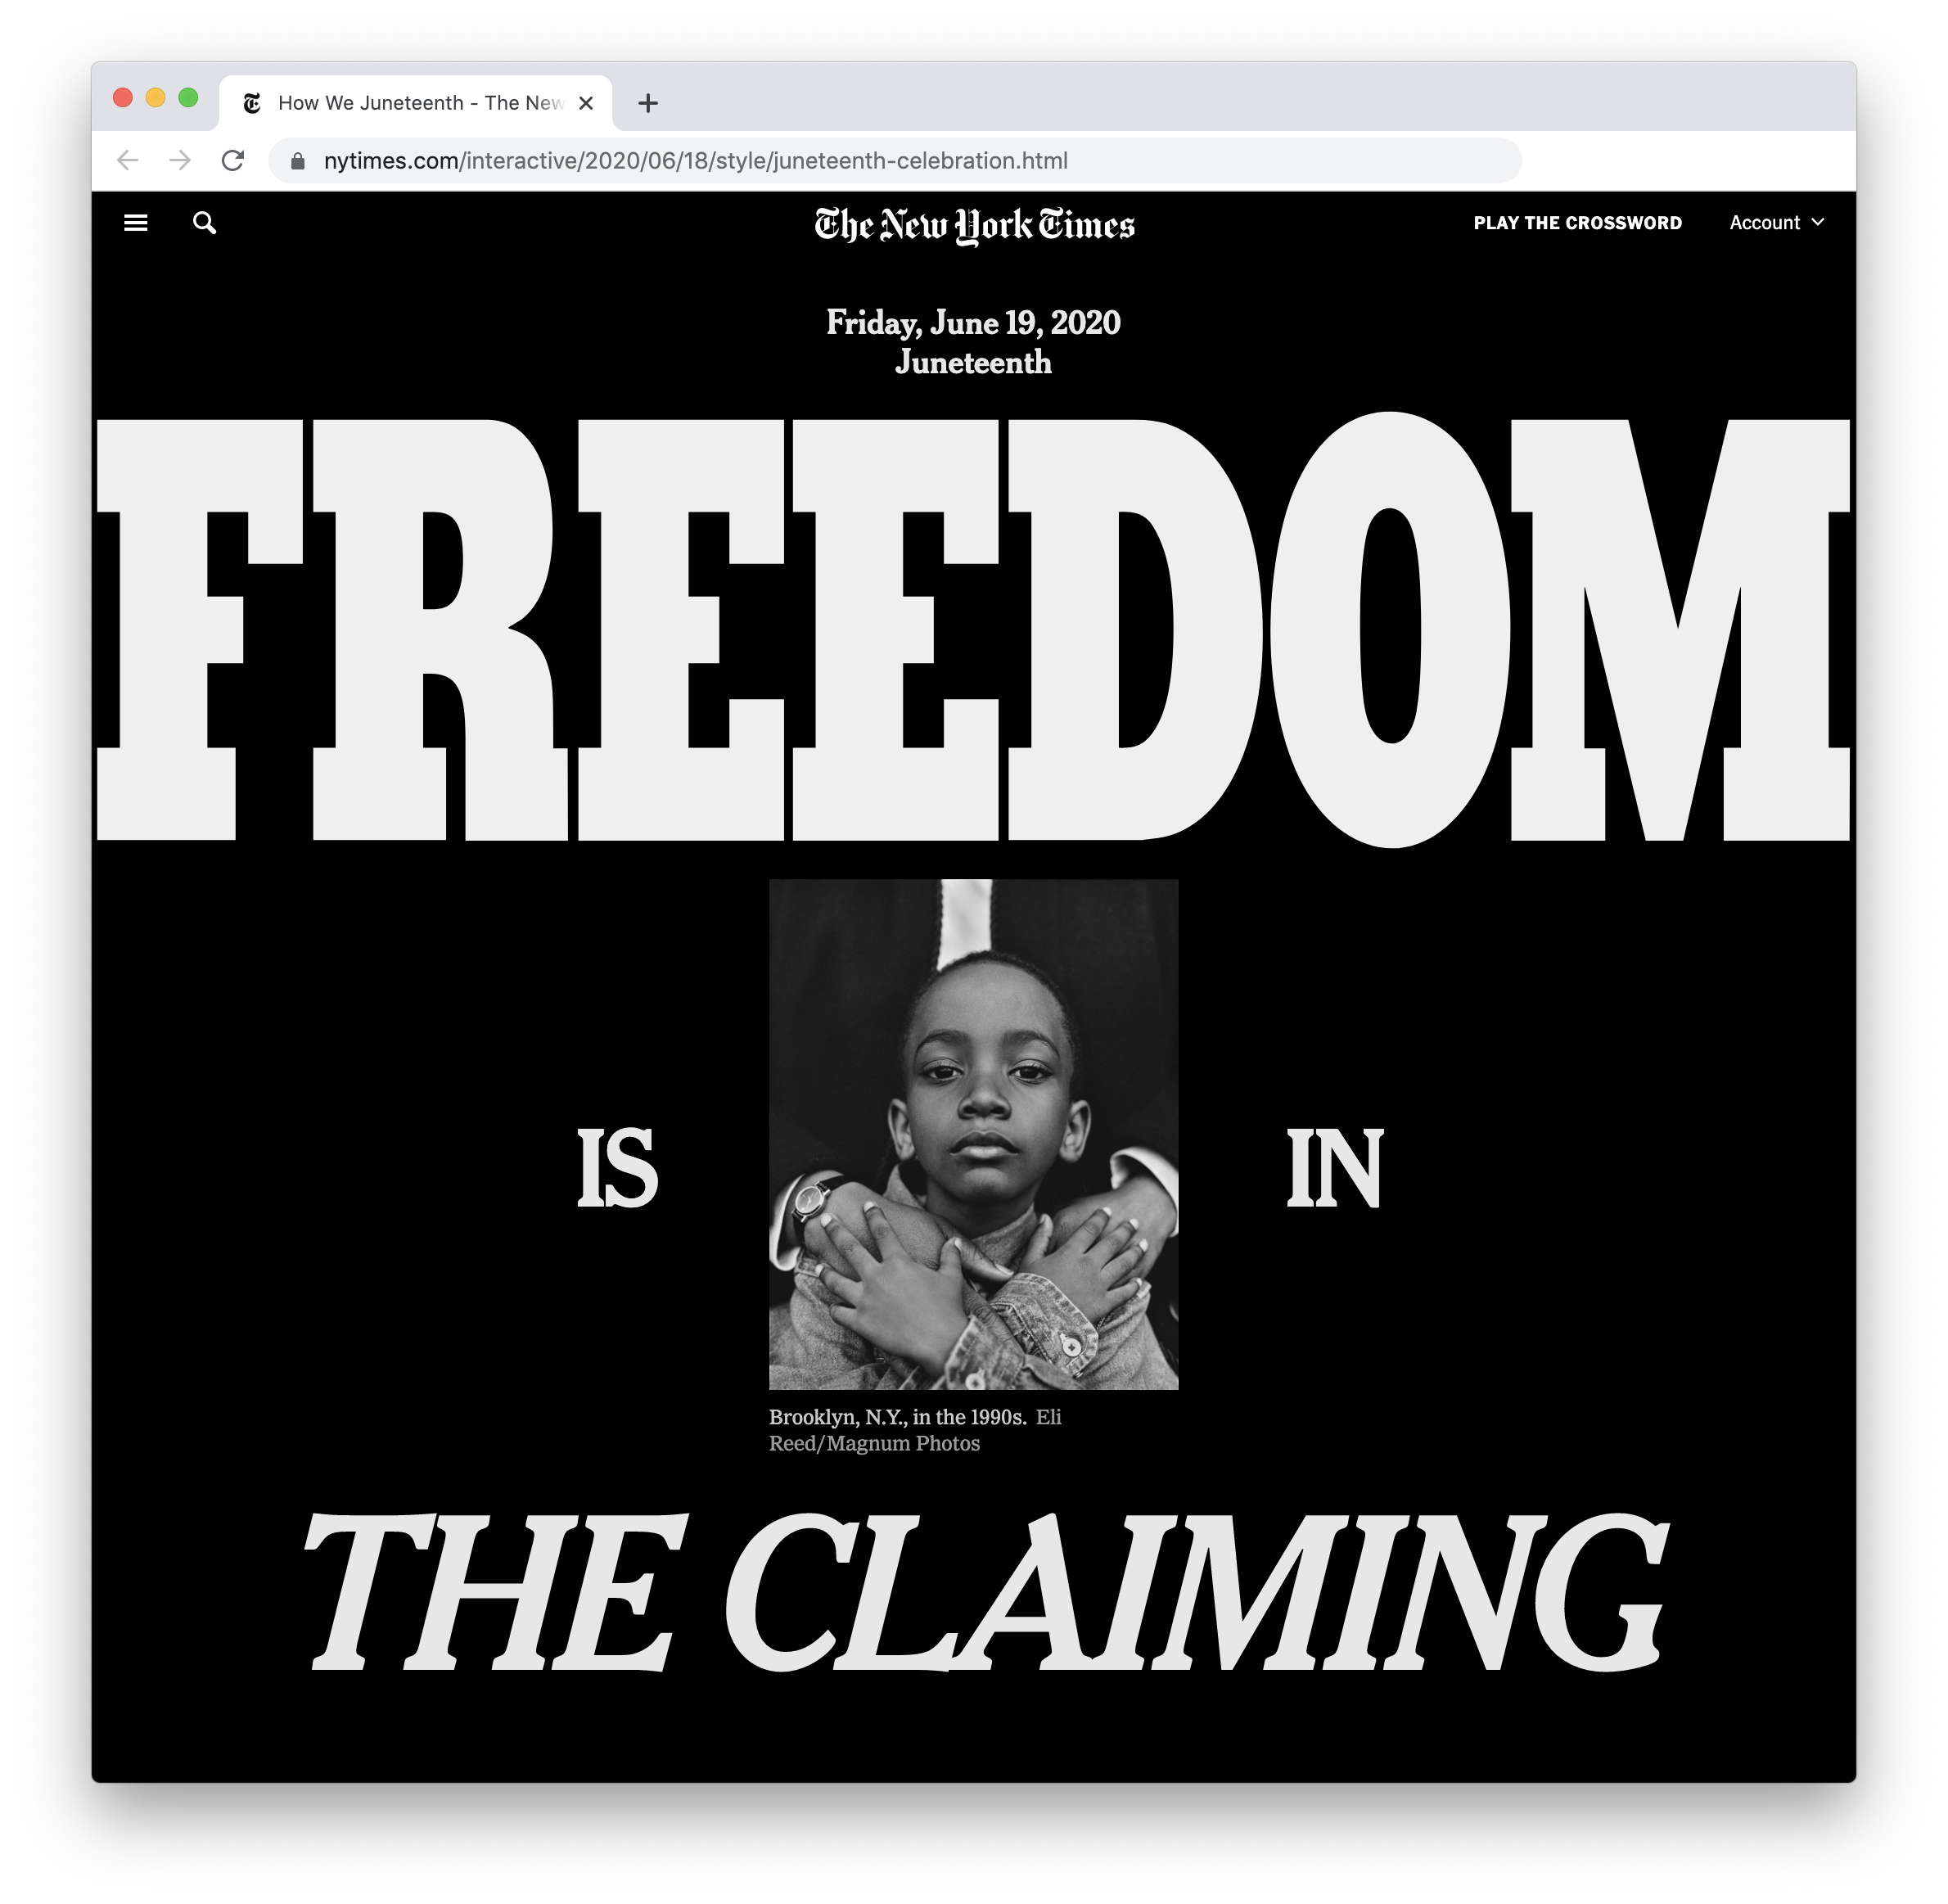 How We Juneteenth - The New
nytimes.com/interactive/2020/06/18/style/juneteenth-celebration.html
The New York Times
PLAY THE CROSSWORD
Account
Friday, June 19, 2020
Juneteenth
FREEDOM
IS
IN
Brooklyn, N.Y., in the 1990s. Eli
Reed/Magnum Photos
THE CLAIMING